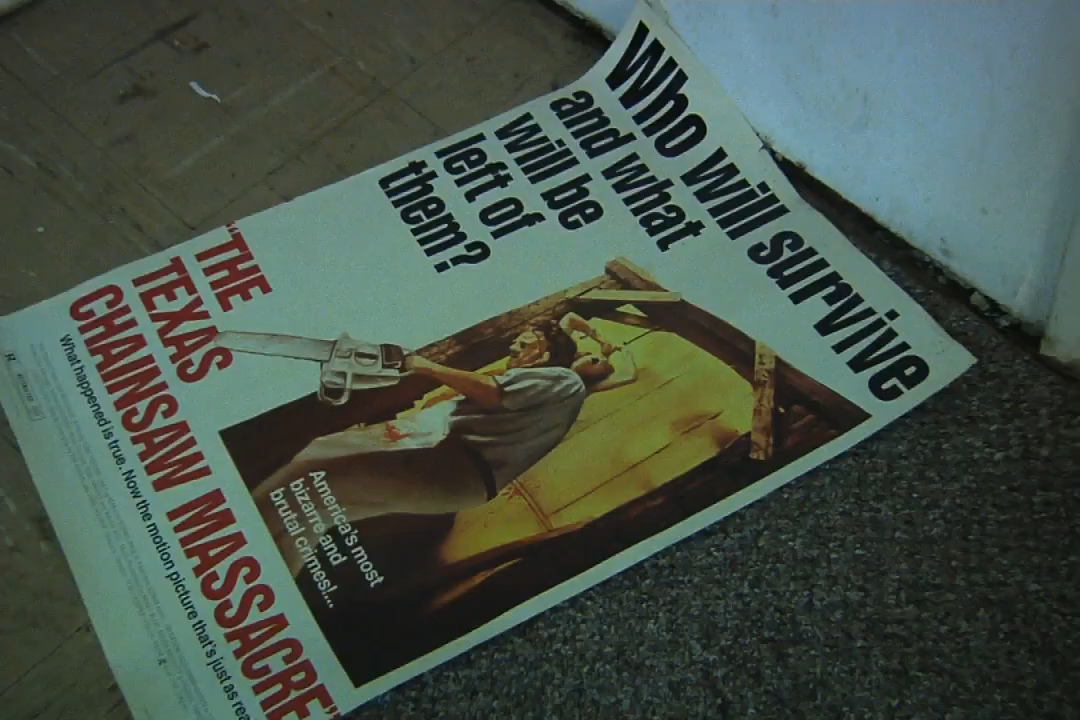 Who will survive
and what
will be
left of
them?
America's most
bizarre and
brutal crimes!...
"THE
TEXAS
CHAINSAW MASSACRE"
What happened is true. Now the motion picture that's just as rea
R